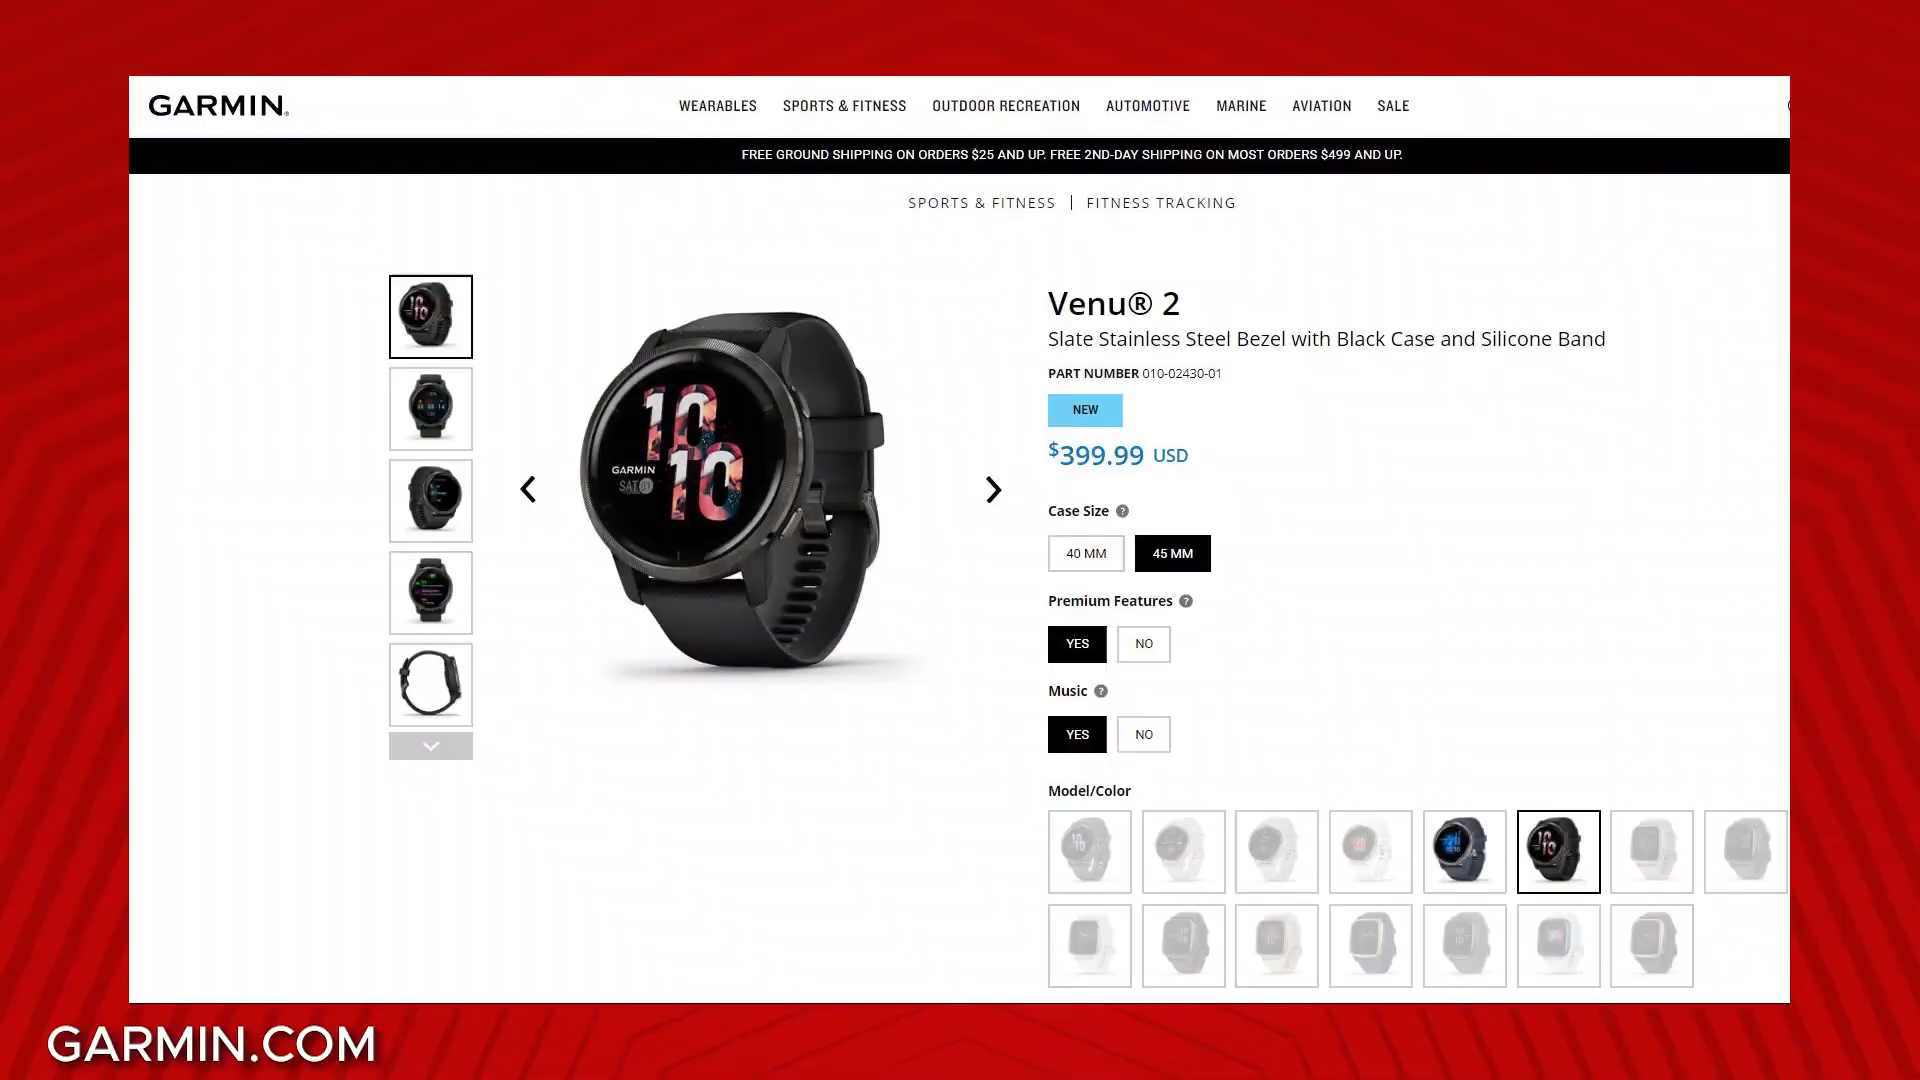 GARMIN
WEARABLES SPORTS & FITNESS OUTDOOR RECREATION AUTOMOTIVE MARINE AVIATION SALE
FREE GROUND SHIPPING ON ORDERS $25 AND UP. FREE 2ND-DAY SHIPPING ON MOST ORDERS $499 AND UP.
SPORTS & FITNESS | FITNESS TRACKING
Venu® 2
Slate Stainless Steel Bezel with Black Case and Silicone Band
PART NUMBER 010-02430-01
NEW
$399.99 USD
10
10
GARMIN
SAT
Case Size ?
40 MM 45 MM
Premium Features ?
YES NO
Music ?
YES NO
Model/Color
GARMIN.COM